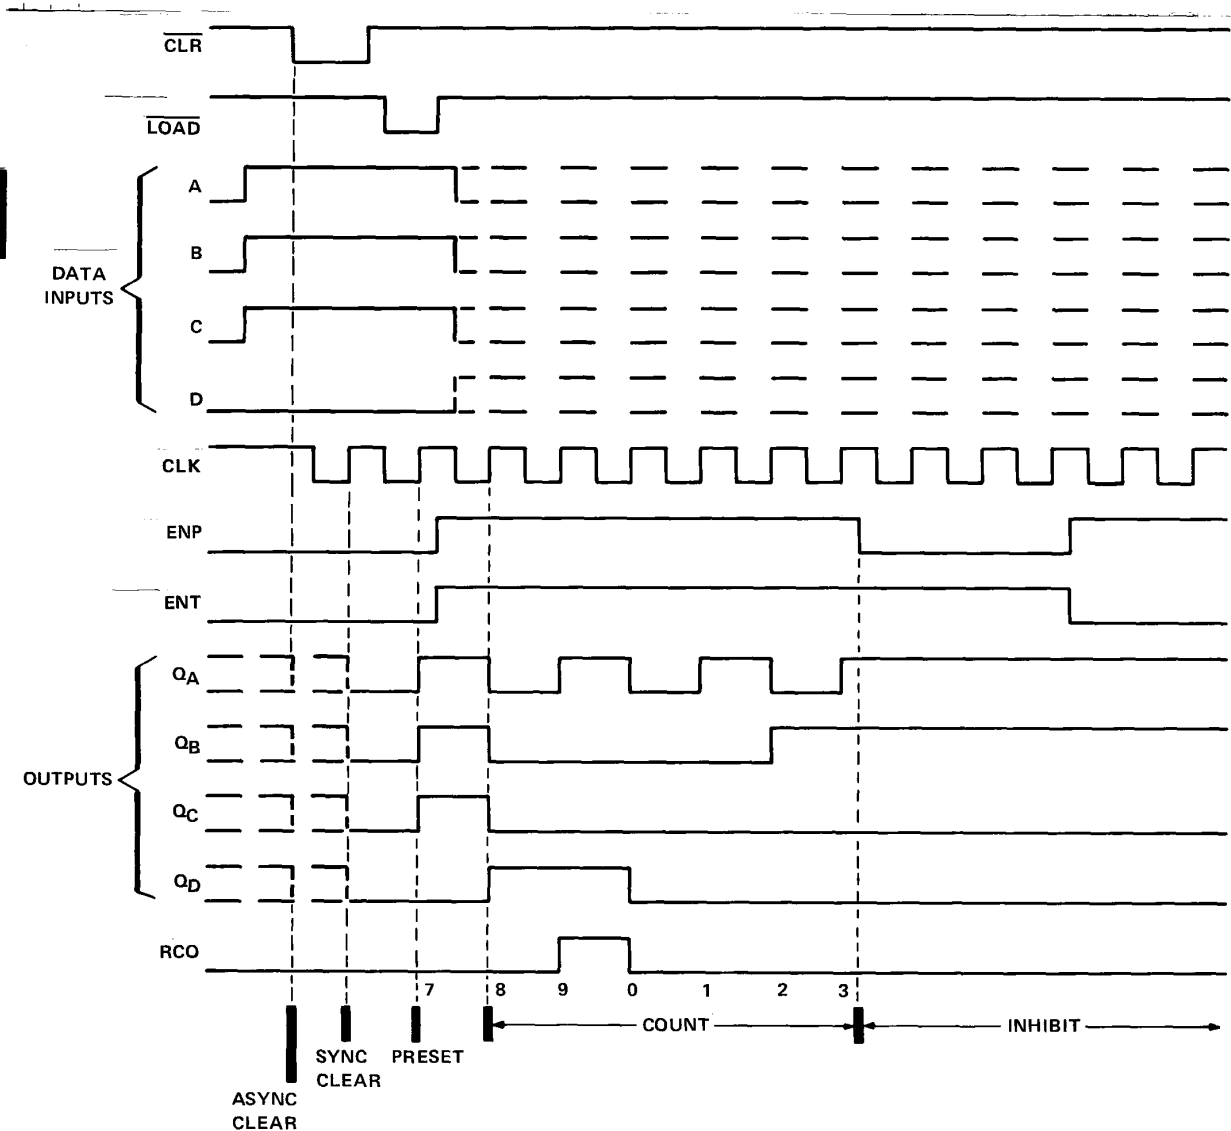 CLR
LOAD
A
B
DATA
INPUTS
C
D
CLK
ENP
ENT
QA
QB
OUTPUTS
QC
QD
RCO
7 8 9 0 1 2 3
COUNT INHIBIT
SYNC
CLEAR
PRESET
ASYNC
CLEAR